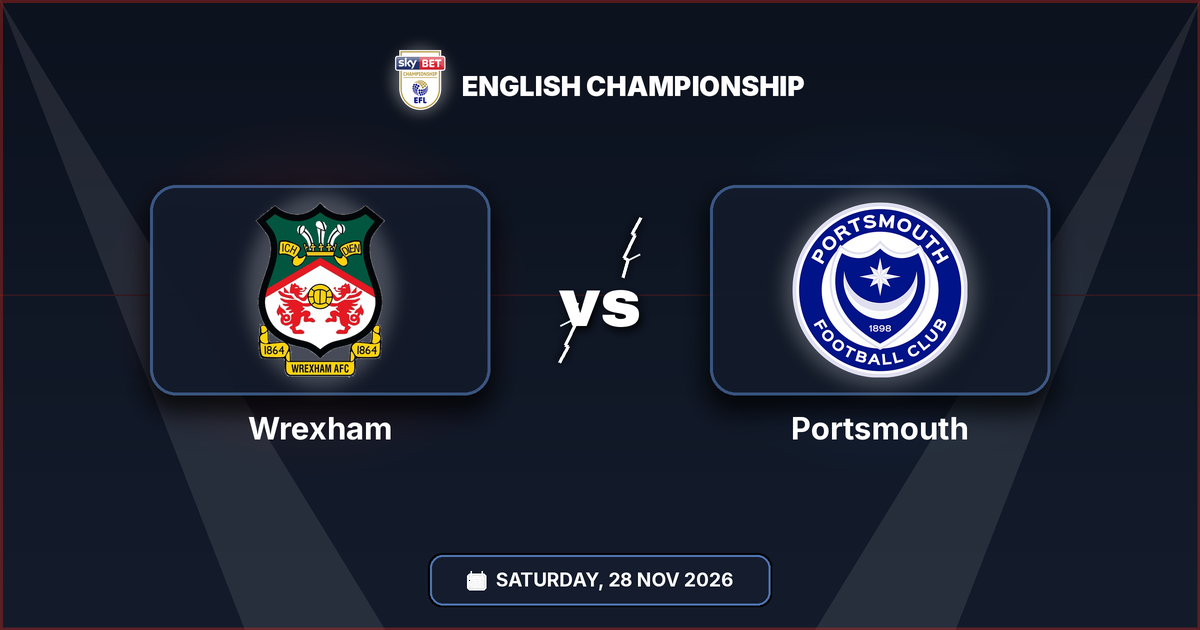 sky BET
CHAMPIONSHIP
EFL
ENGLISH CHAMPIONSHIP
ICH DIEN
1864 1864
WREXHAM AFC
vs
PORTSMOUTH
1898
FOOTBALL CLUB
Wrexham
Portsmouth
SATURDAY, 28 NOV 2026